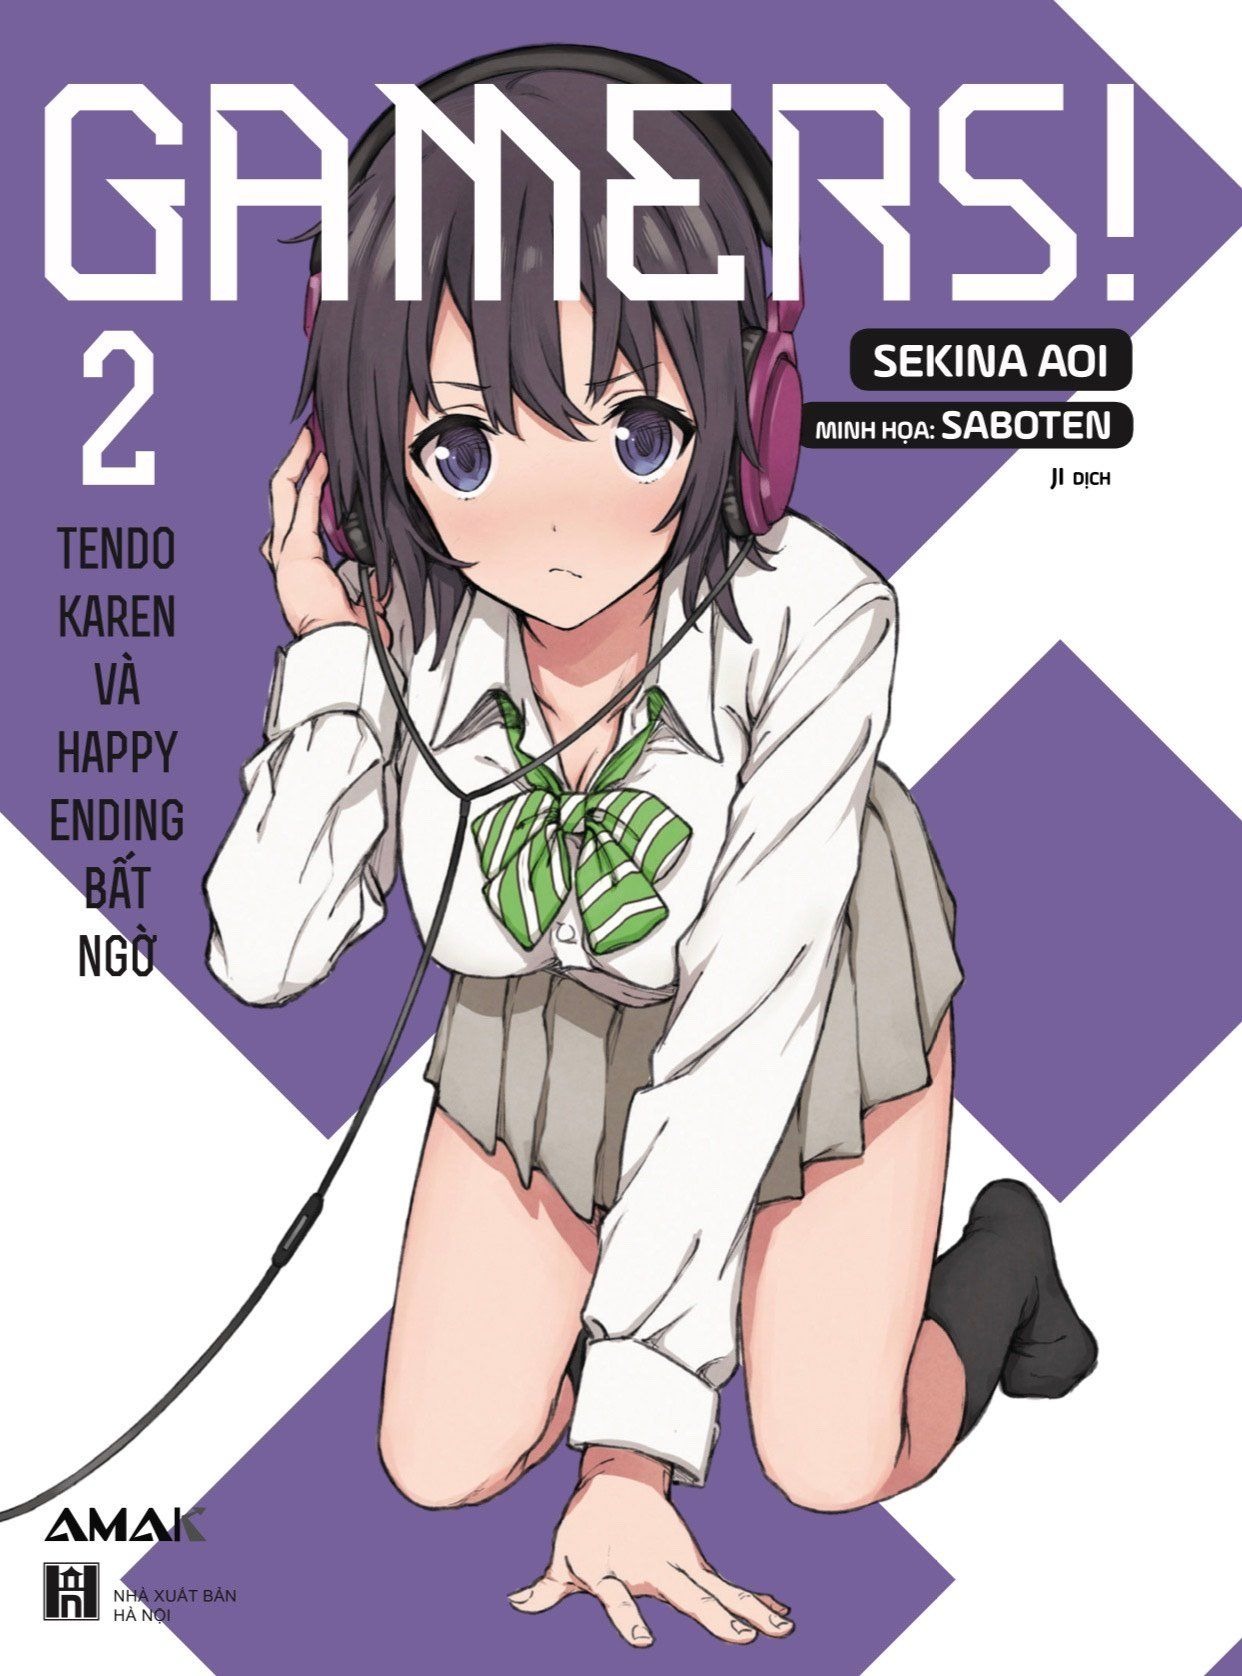 GAMERS!
2
TENDO
KAREN
VÀ
HAPPY
ENDING
BẤT
NGỜ
SEKINA AOI
MINH HỌA: SABOTEN
JI DỊCH
AMAK
NHÀ XUẤT BẢN
HÀ NỘI